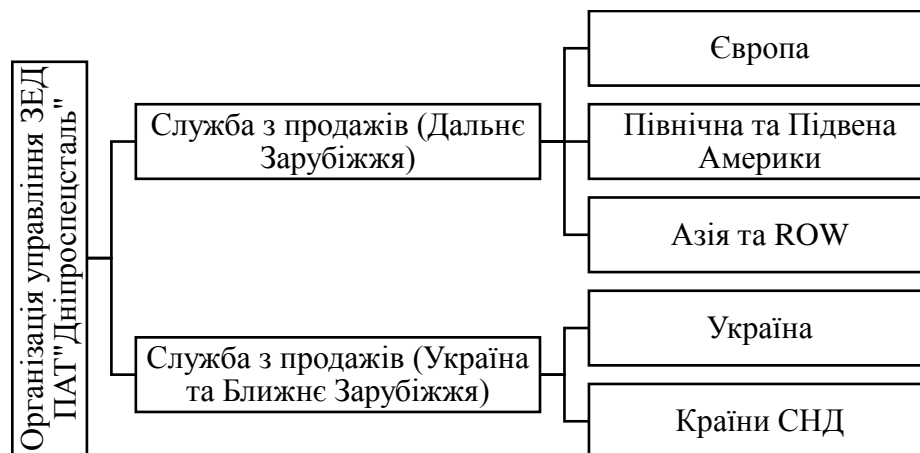 Організація управління ЗЕД
ПАТ"Дніпроспецсталь"
Служба з продажів (Дальнє
Зарубіжжя)
Європа
Північна та Підвена
Америки
Азія та ROW
Служба з продажів (Україна
та Ближнє Зарубіжжя)
Україна
Країни СНД